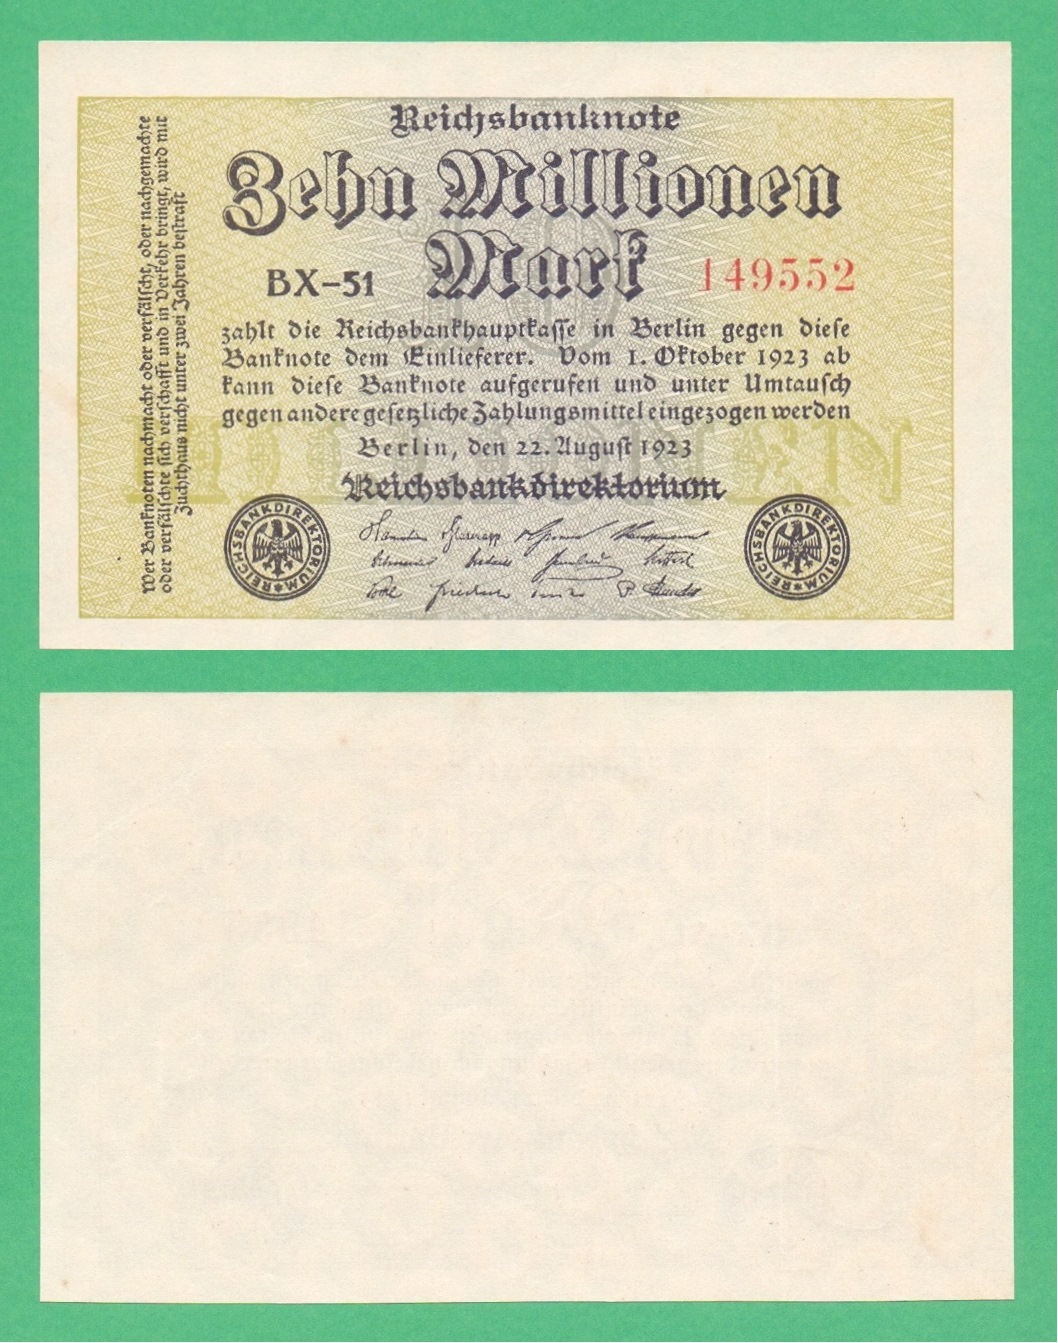 Reichsbanknote
Zehn Millionen
Mark
BX-51
149552
zahlt die Reichsbankhauptkasse in Berlin gegen diese
Banknote dem Einlieferer. Vom 1. Oktober 1923 ab
kann diese Banknote aufgerufen und unter Umtausch
gegen andere gesetzliche Zahlungsmittel eingezogen werden
Berlin, den 22. August 1923
Reichsbankdirektorium
REICHSBANKDIREKTORIUM
REICHSBANKDIREKTORIUM
Wer Banknoten nachmacht oder verfälscht, oder nachgemachte
oder verfälschte sich verschafft und in Verkehr bringt, wird mit
Zuchthaus nicht unter zwei Jahren bestraft